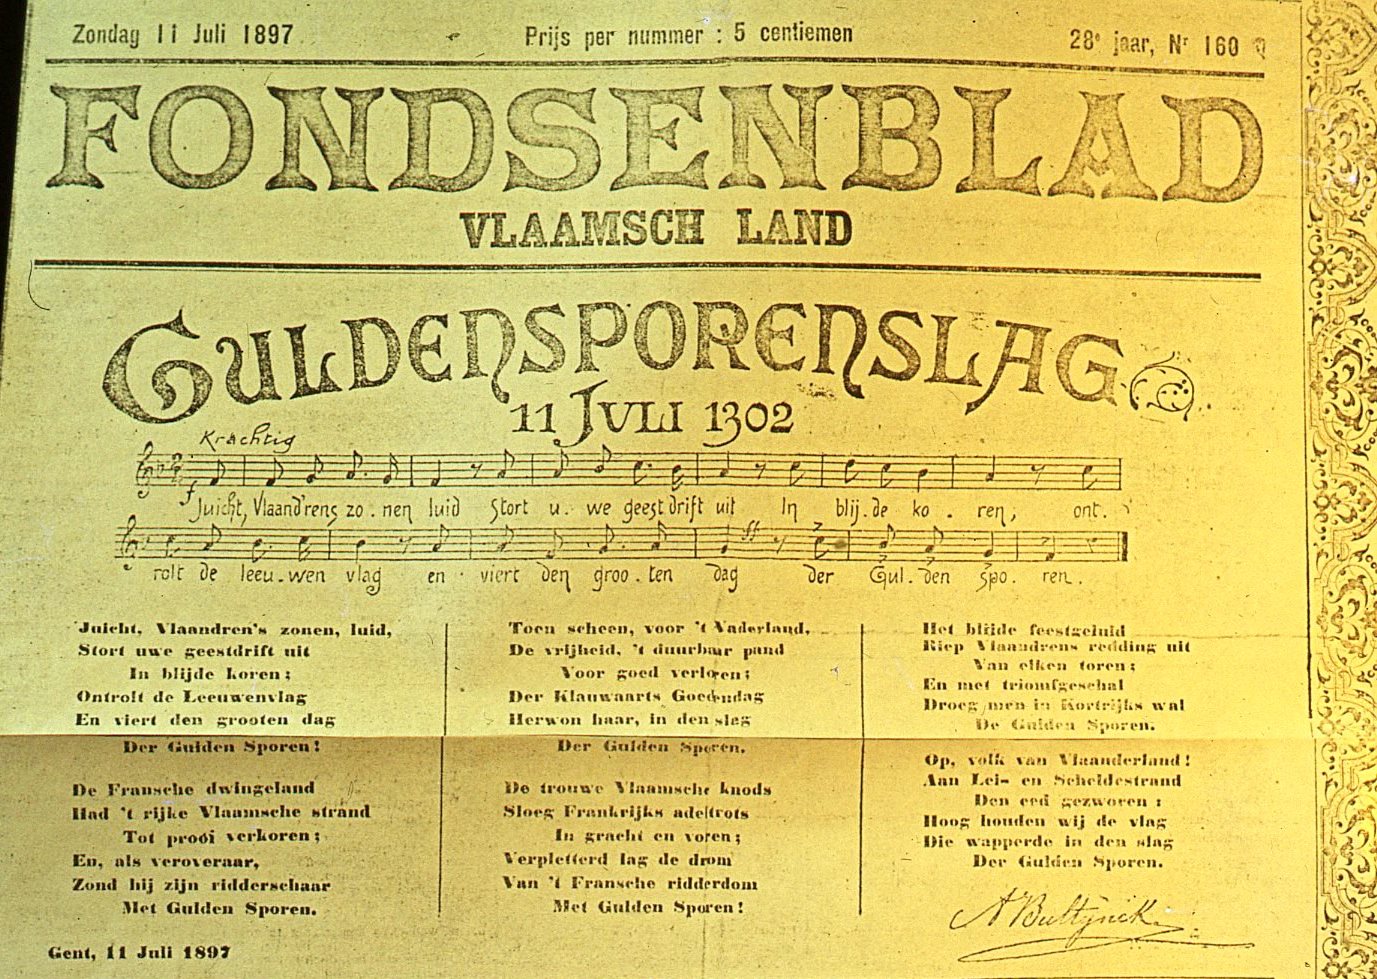 Zondag 11 Juli 1897
Prijs per nummer : 5 centiemen
28e jaar, Nr 160
FONDSENBLAD
VLAAMSCH LAND
GULDENSPORENSLAG
11 JULI 1302
Krachtig
f Juicht, Vlaand'rens zo. nen luid Stort u. we geestdrift uit In blij. de ko. ren, ont.
ff
rolt de leeu. wen vlag en viert den groo. ten dag der Gul. den spo. ren.
Juicht, Vlaandren's zonen, luid,
Stort uwe geestdrift uit
In blijde koren;
Ontrolt de Leeuwenvlag
En viert den grooten dag
Der Gulden Sporen!
De Fransche dwingeland
Had 't rijke Vlaamsche strand
Tot prooi verkoren;
En, als veroveraar,
Zond hij zijn ridderschaar
Met Gulden Sporen.
Toen scheen, voor 't Vaderland,
De vrijheid, 't duurbaar pand
Voor goed verloren;
Der Klauwaarts Goedendag
Herwon haar, in den slag
Der Gulden Sporen.
De trouwe Vlaamsche knods
Sloeg Frankrijks adeltrots
In gracht en voren;
Verpletterd lag de drom
Van 't Fransche ridderdom
Met Gulden Sporen!
Het blijde feestgeluid
Riep Vlaandrens redding uit
Van elken toren;
En met triomfgeschal
Droeg men in Kortrijks wal
De Gulden Sporen.
Op, volk van Vlaanderland!
Aan Lei- en Scheldestrand
Den eed gezworen:
Hoog houden wij de vlag
Die wapperde in den slag
Der Gulden Sporen.
A Bultynck
Gent, 11 Juli 1897